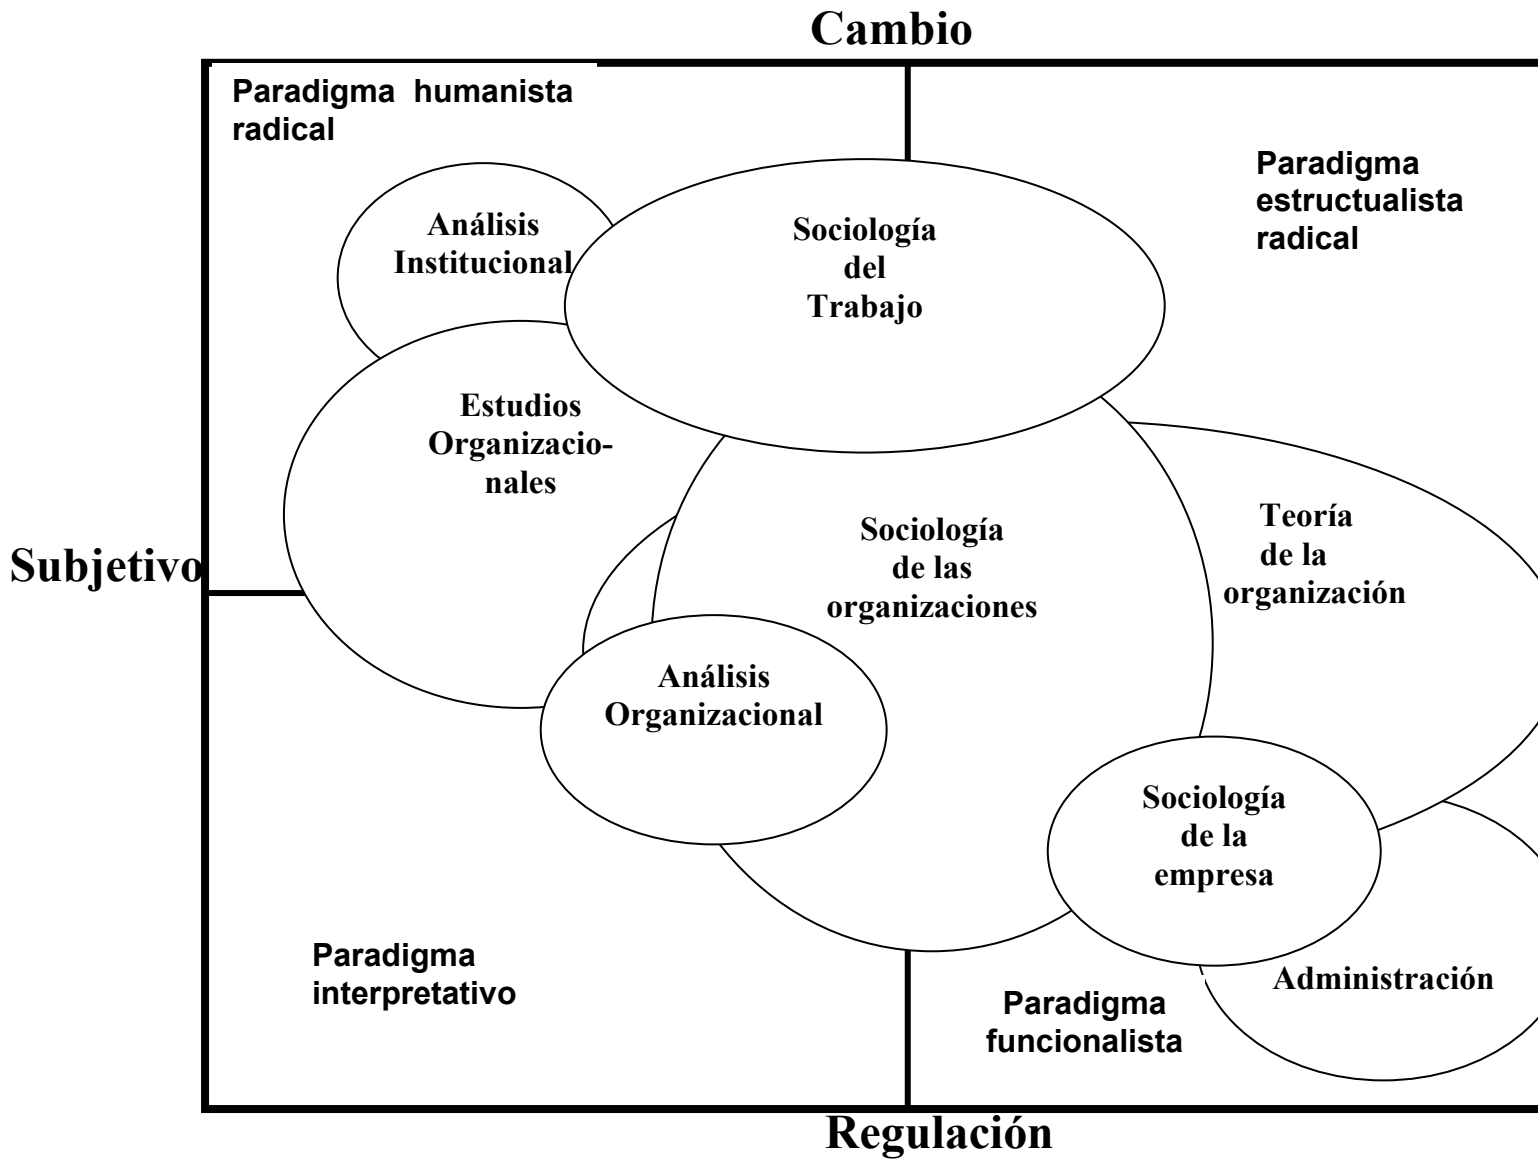 Cambio
Paradigma humanista
radical
Paradigma
estructualista
radical
Análisis
Institucional
Sociología
del
Trabajo
Estudios
Organizacio-
nales
Sociología
de las
organizaciones
Teoría
de la
organización
Subjetivo
Análisis
Organizacional
Sociología
de la
empresa
Paradigma
interpretativo
Paradigma
funcionalista
Administración
Regulación